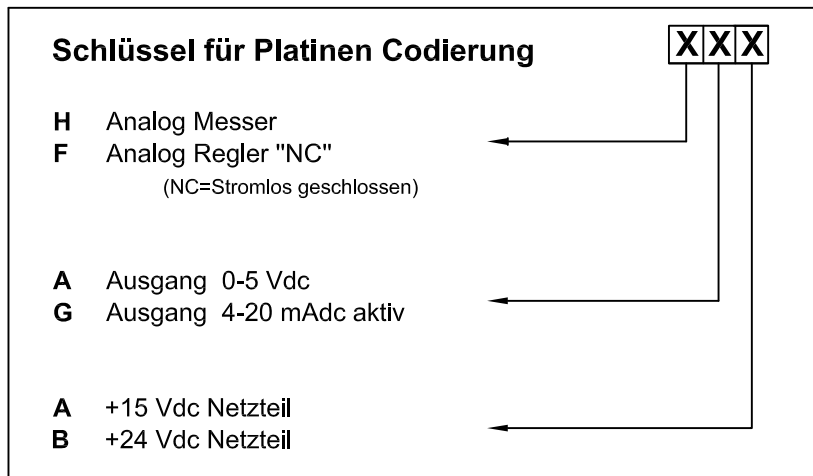 Schlüssel für Platinen Codierung XXX
H Analog Messer
F Analog Regler "NC"
(NC=Stromlos geschlossen)
A Ausgang 0-5 Vdc
G Ausgang 4-20 mAdc aktiv
A +15 Vdc Netzteil
B +24 Vdc Netzteil